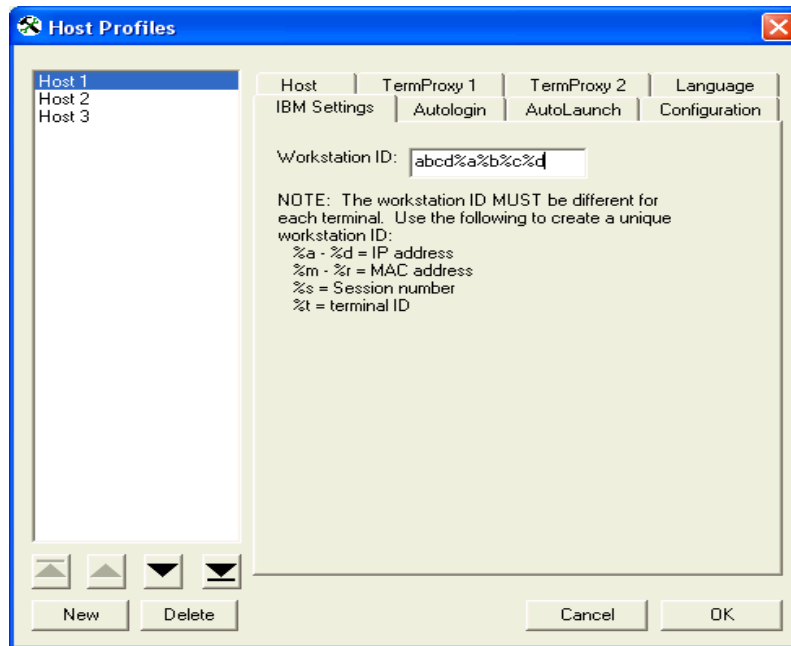 Host Profiles
Host 1
Host 2
Host 3
Host TermProxy 1 TermProxy 2 Language
IBM Settings Autologin AutoLaunch Configuration
Workstation ID: abcd%a%b%c%d
NOTE: The workstation ID MUST be different for
each terminal. Use the following to create a unique
workstation ID:
%a - %d = IP address
%m - %r = MAC address
%s = Session number
%t = terminal ID
New Delete Cancel OK